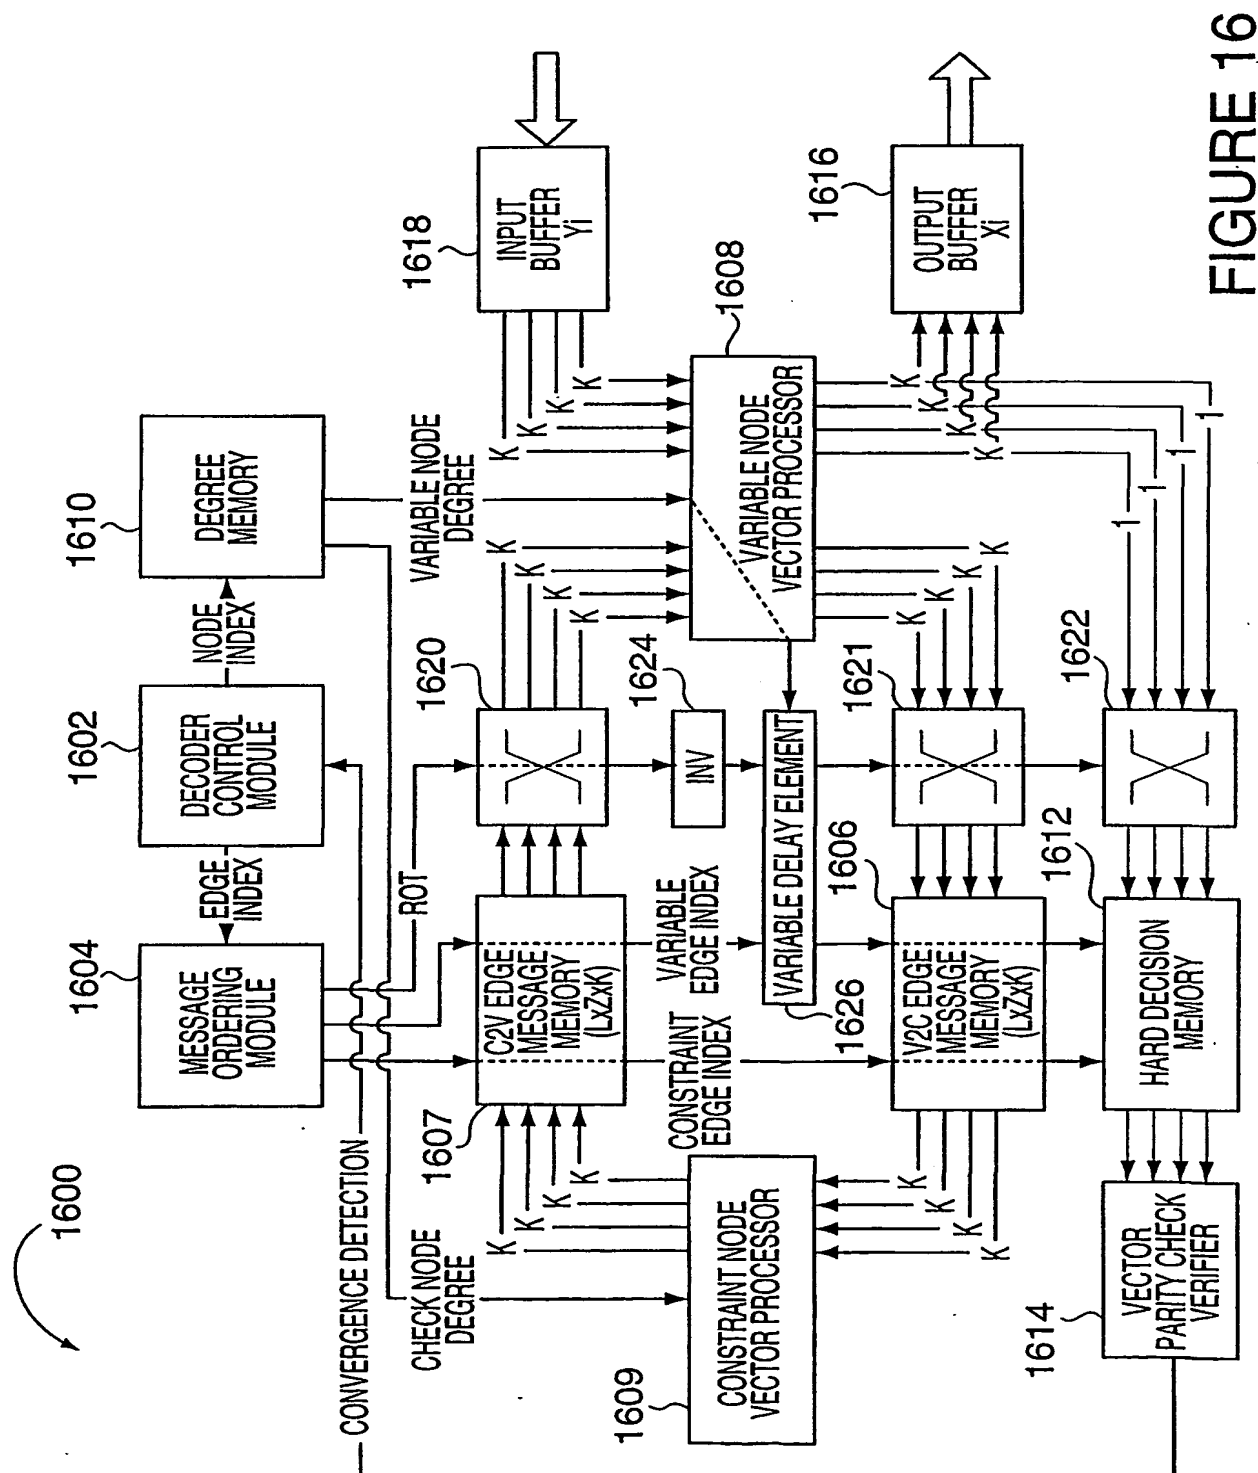 1600
1604
MESSAGE
ORDERING
MODULE
EDGE
INDEX
1602
DECODER
CONTROL
MODULE
NODE
INDEX
1610
DEGREE
MEMORY
CONVERGENCE DETECTION
ROT
CHECK NODE
DEGREE
VARIABLE NODE
DEGREE
1618
INPUT
BUFFER
Yi
1607
C2V EDGE
MESSAGE
MEMORY
(LxZxK)
1620
K
K
K
K
K
K
K
K
K
K
K
K
1609
CONSTRAINT NODE
VECTOR PROCESSOR
CONSTRAINT
EDGE INDEX
VARIABLE
EDGE INDEX
1624
INV
1626
VARIABLE DELAY ELEMENT
1608
VARIABLE NODE
VECTOR PROCESSOR
K
K
K
K
K
K
K
K
K
K
K
K
1606
V2C EDGE
MESSAGE
MEMORY
(LxZxK)
1621
1616
OUTPUT
BUFFER
Xi
1
1
1
1
1614
VECTOR
PARITY CHECK
VERIFIER
1612
HARD DECISION
MEMORY
1622
FIGURE 16